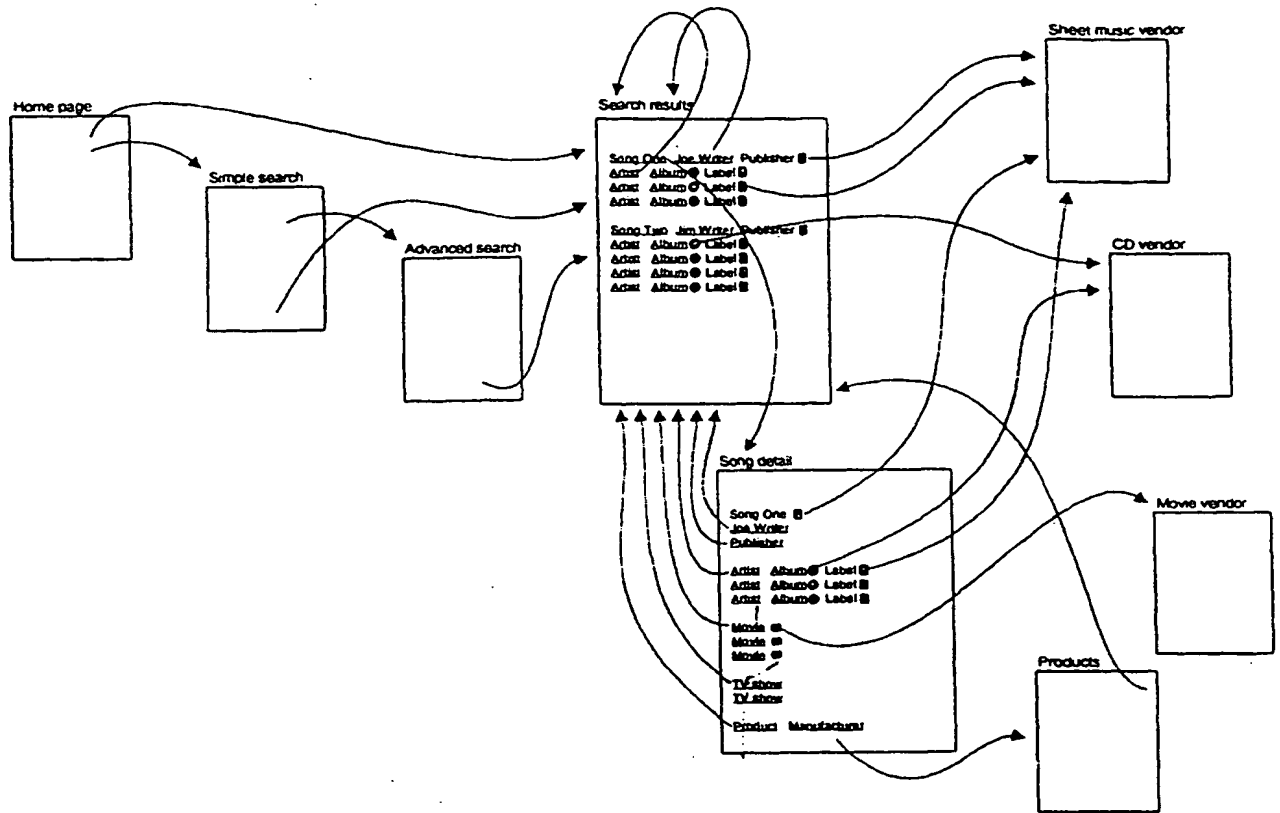 Home page
Simple search
Advanced search
Search results
Song One Joe Writer Publisher
Artist Album Label
Artist Album Label
Artist Album Label
Song Two Jim Writer Publisher
Artist Album Label
Artist Album Label
Artist Album Label
Artist Album Label
Sheet music vendor
CD vendor
Song detail
Song One
Joe Writer
Publisher
Artist Album Label
Artist Album Label
Artist Album Label
Movie
Movie
Movie
TV show
TV show
Product Manufacturer
Movie vendor
Products